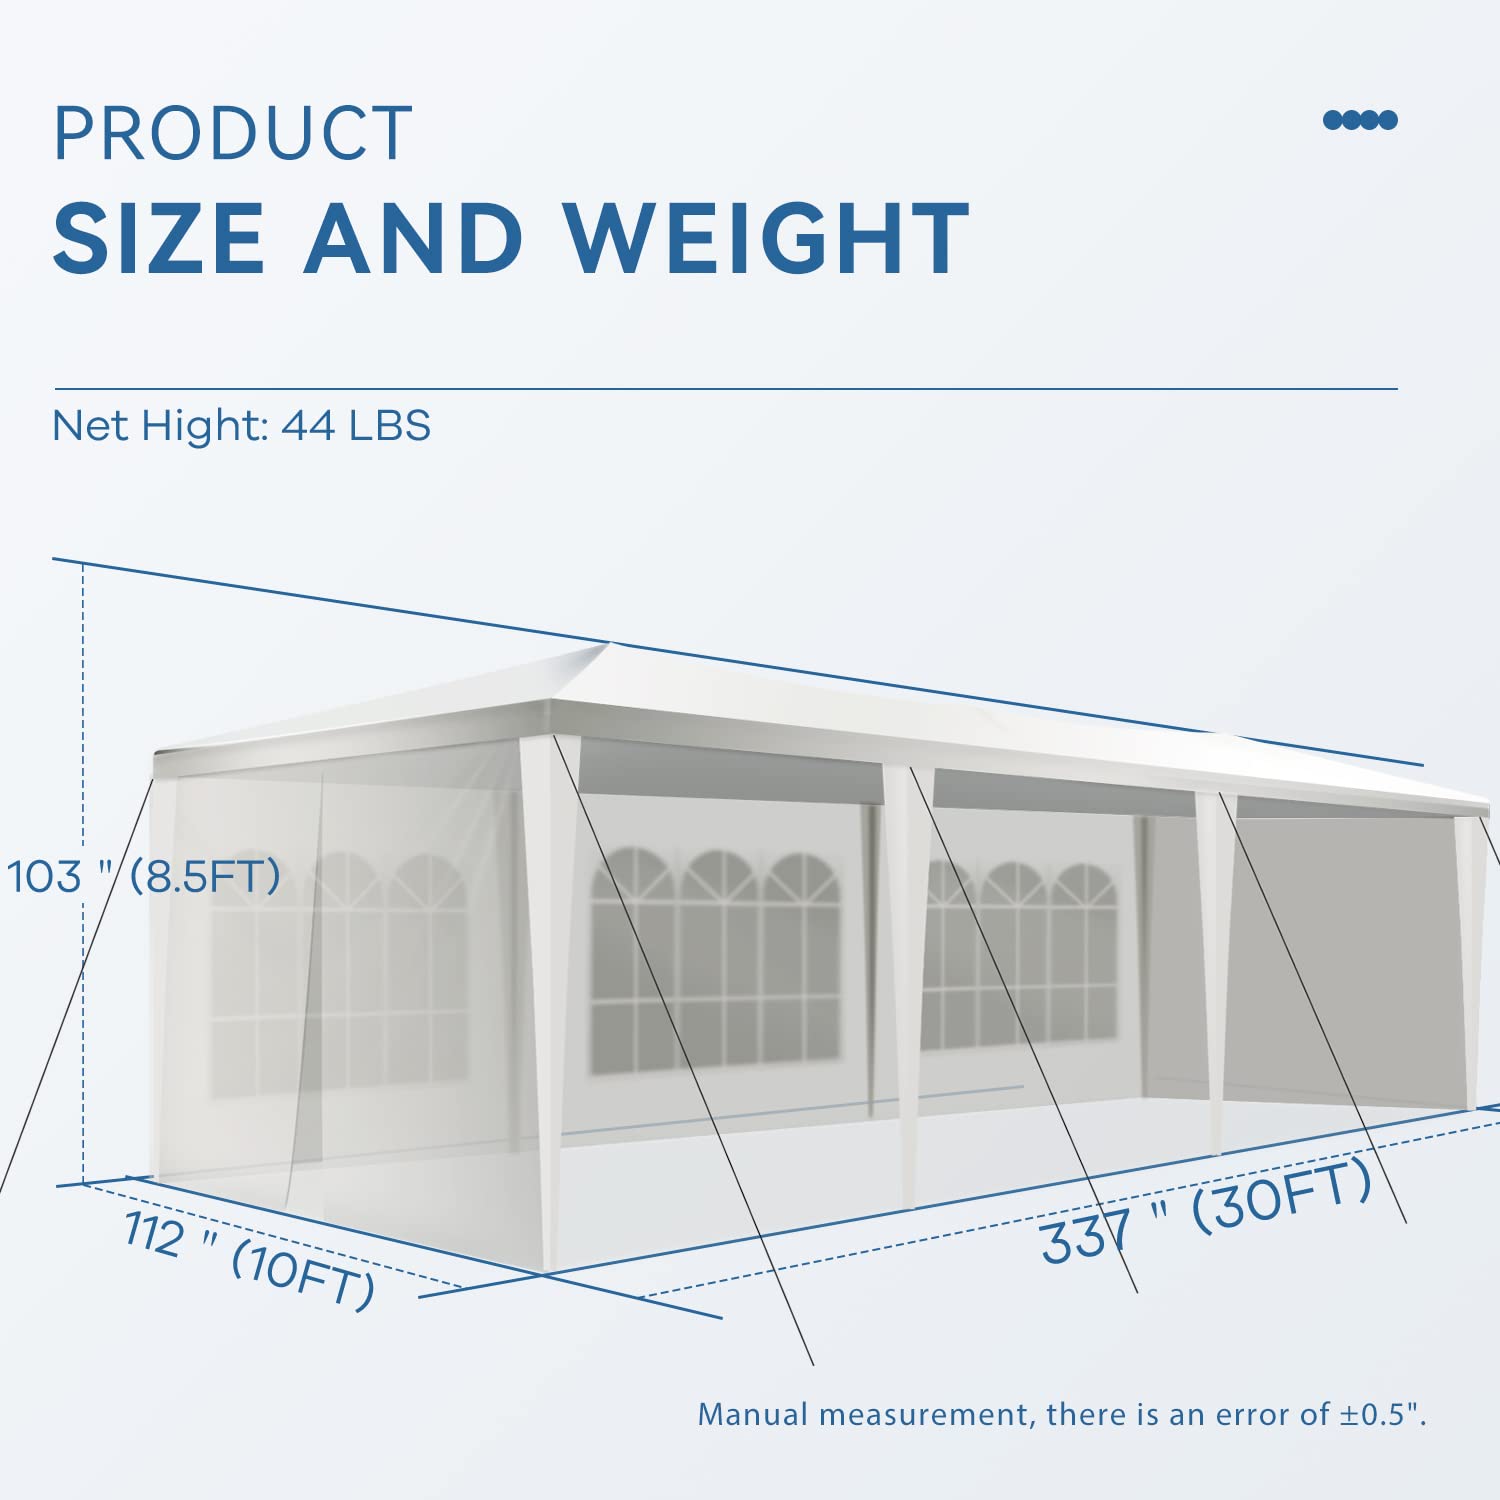 PRODUCT
SIZE AND WEIGHT
Net Hight: 44 LBS
103 " (8.5FT)
112 " (10FT)
337 " (30FT)
Manual measurement, there is an error of ±0.5".